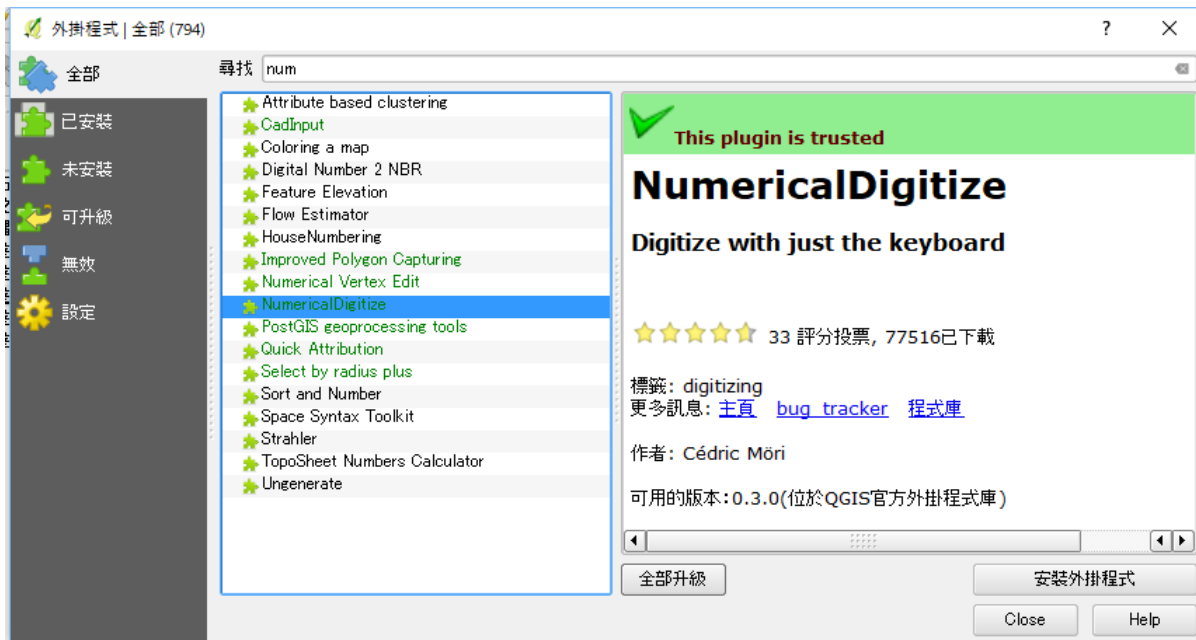 外掛程式 | 全部 (794)
?
全部
已安裝
未安裝
可升級
無效
設定
尋找
num
Attribute based clustering
CadInput
Coloring a map
Digital Number 2 NBR
Feature Elevation
Flow Estimator
HouseNumbering
Improved Polygon Capturing
Numerical Vertex Edit
NumericalDigitize
PostGIS geoprocessing tools
Quick Attribution
Select by radius plus
Sort and Number
Space Syntax Toolkit
Strahler
TopoSheet Numbers Calculator
Ungenerate
This plugin is trusted
NumericalDigitize
Digitize with just the keyboard
33 評分投票, 77516已下載
標籤: digitizing
更多訊息: 主頁 bug tracker 程式庫
作者: Cédric Möri
可用的版本:0.3.0(位於QGIS官方外掛程式庫)
全部升級
安裝外掛程式
Close
Help